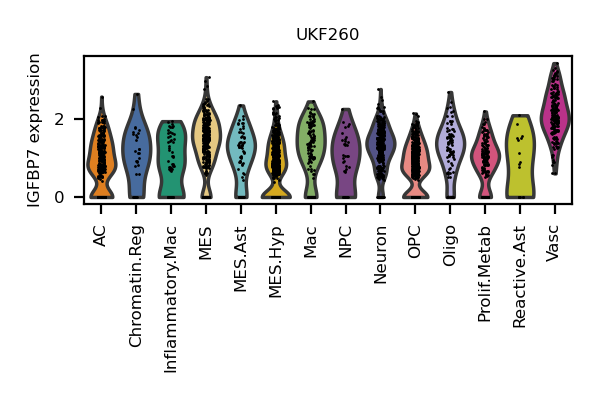 UKF260
IGFBP7 expression
2
0
AC
Chromatin.Reg
Inflammatory.Mac
MES
MES.Ast
MES.Hyp
Mac
NPC
Neuron
OPC
Oligo
Prolif.Metab
Reactive.Ast
Vasc